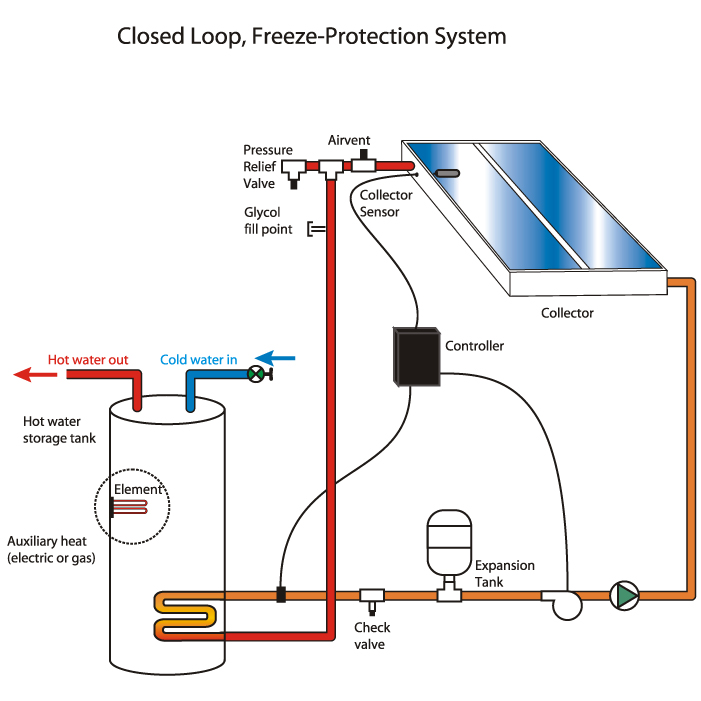 Closed Loop, Freeze-Protection System
Airvent
Pressure
Relief
Valve
Collector
Sensor
Glycol
fill point
Collector
Controller
Hot water out
Cold water in
Hot water
storage tank
Element
Auxiliary heat
(electric or gas)
Expansion
Tank
Check
valve